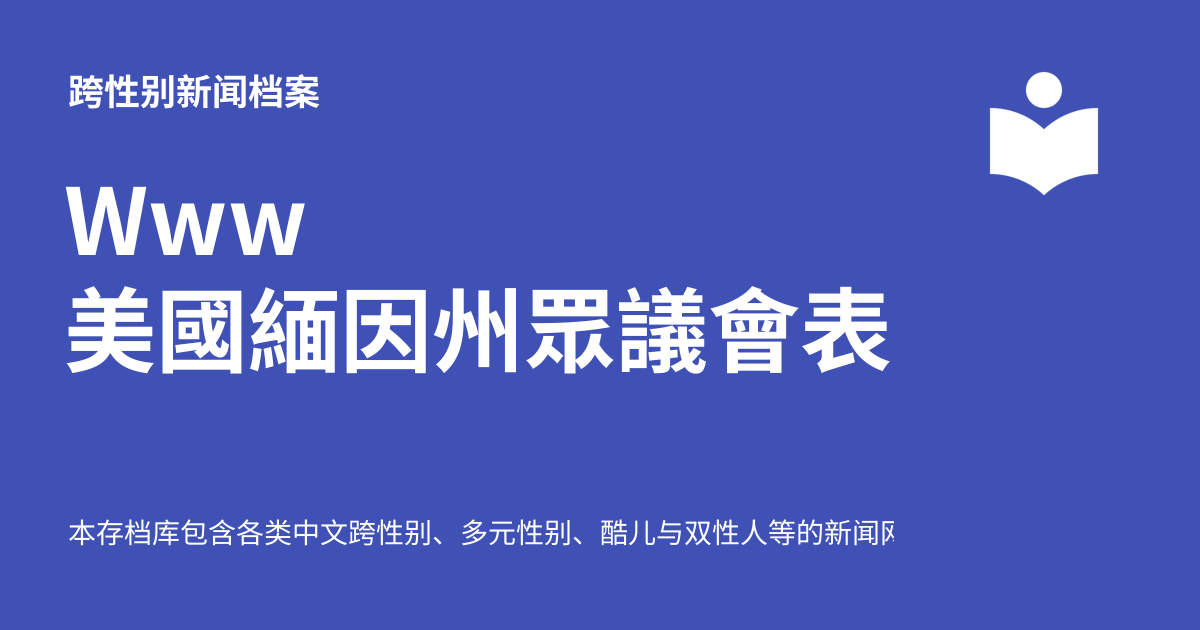 跨性别新闻档案
Www
美國緬因州眾議會表
本存档库包含各类中文跨性别、多元性别、酷儿与双性人等的新闻网